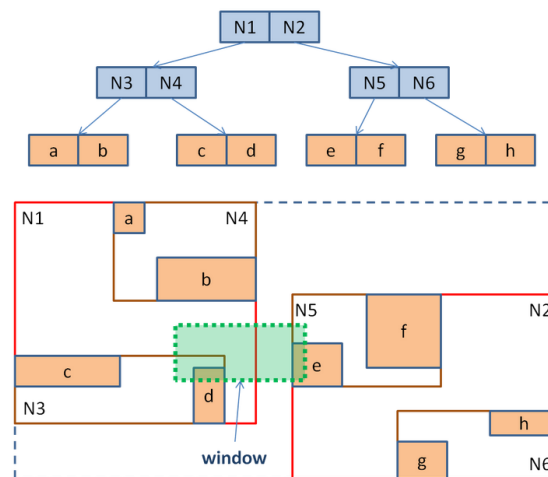 N1 N2
N3 N4 N5 N6
a b c d e f g h
N1 a N4
b
N5 N2
f
e
c
d
N3
h
window g N6